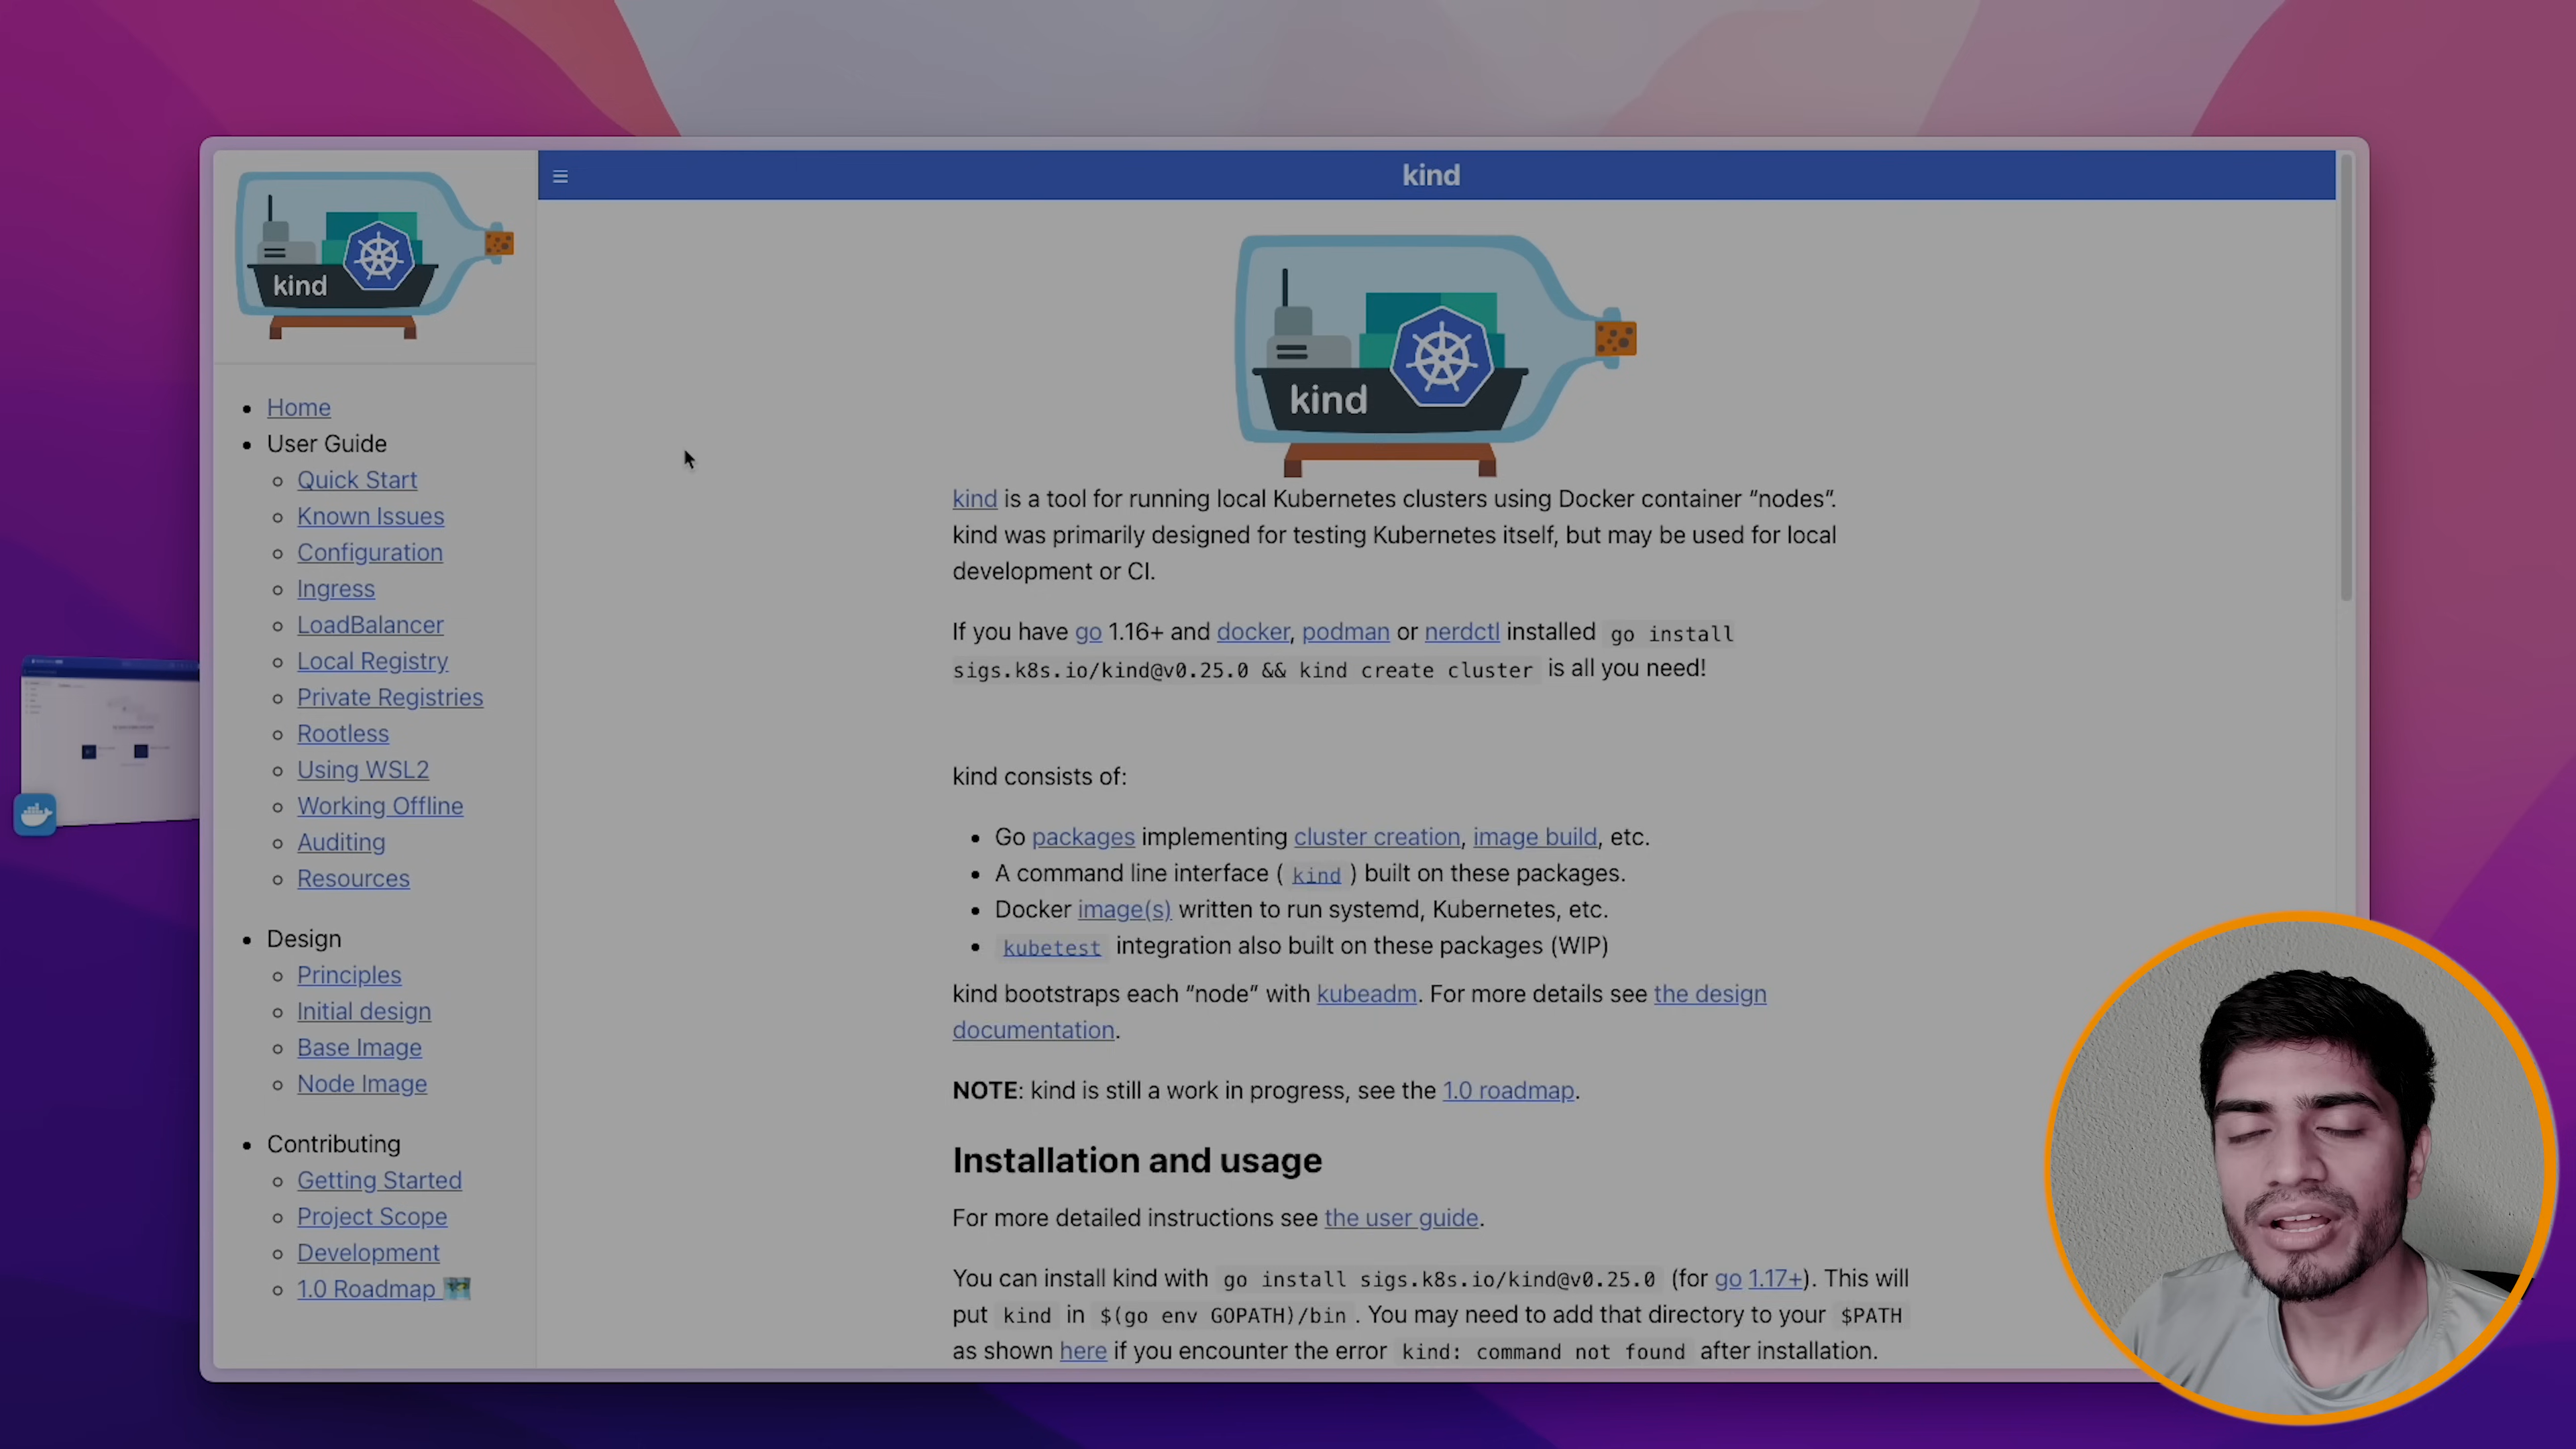 kind
Home
User Guide
Quick Start
Known Issues
Configuration
Ingress
LoadBalancer
Local Registry
Private Registries
Rootless
Using WSL2
Working Offline
Auditing
Resources
Design
Principles
Initial design
Base Image
Node Image
Contributing
Getting Started
Project Scope
Development
1.0 Roadmap
☰
kind
kind
kind is a tool for running local Kubernetes clusters using Docker container “nodes”.
kind was primarily designed for testing Kubernetes itself, but may be used for local
development or CI.
If you have go 1.16+ and docker, podman or nerdctl installed go install
sigs.k8s.io/kind@v0.25.0 && kind create cluster is all you need!
kind consists of:
Go packages implementing cluster creation, image build, etc.
A command line interface ( kind ) built on these packages.
Docker image(s) written to run systemd, Kubernetes, etc.
kubetest integration also built on these packages (WIP)
kind bootstraps each “node” with kubeadm. For more details see the design
documentation.
NOTE: kind is still a work in progress, see the 1.0 roadmap.
Installation and usage
For more detailed instructions see the user guide.
You can install kind with go install sigs.k8s.io/kind@v0.25.0 (for go 1.17+). This will
put kind in $(go env GOPATH)/bin . You may need to add that directory to your $PATH
as shown here if you encounter the error kind: command not found after installation.